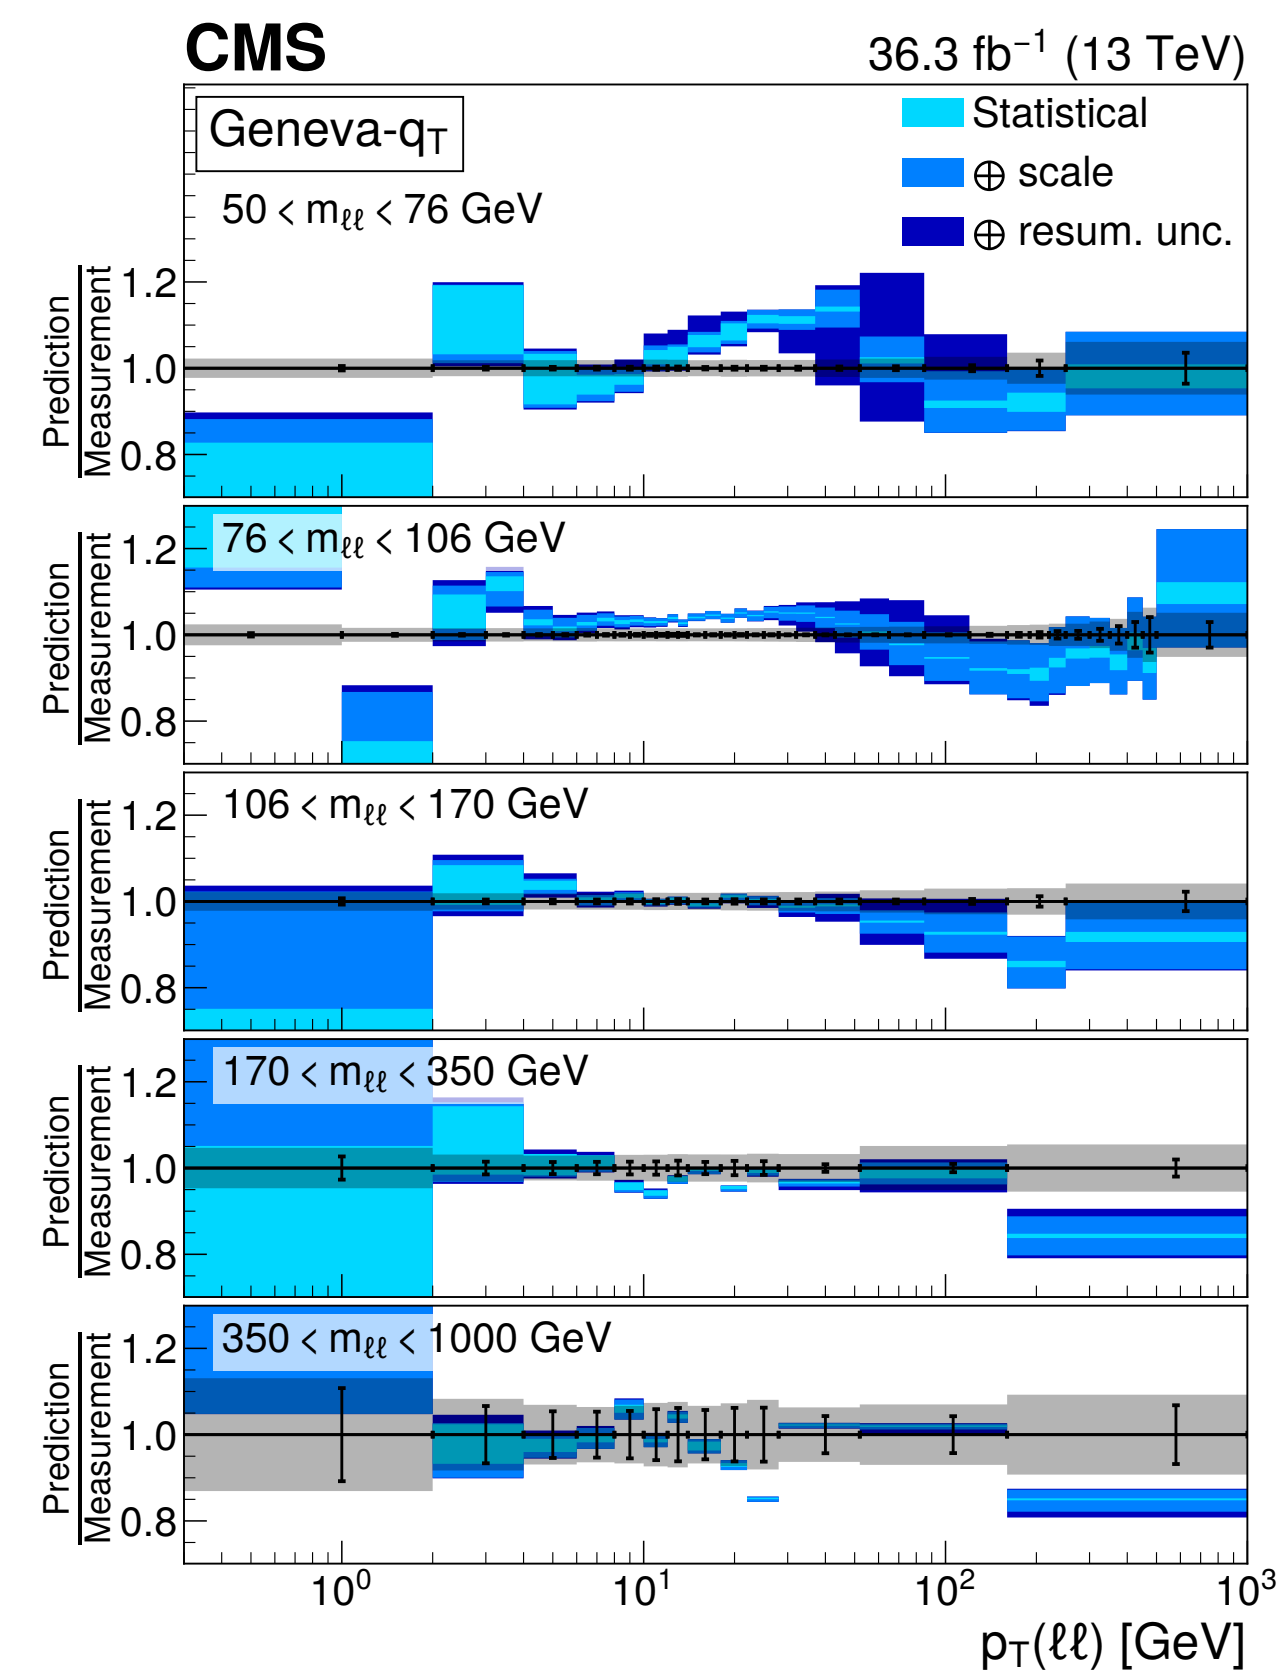 CMS 36.3 fb⁻¹ (13 TeV)
Geneva-q_T
Statistical
⊕ scale
⊕ resum. unc.
50 < m_ℓℓ < 76 GeV
Prediction
Measurement
1.2
1.0
0.8
76 < m_ℓℓ < 106 GeV
Prediction
Measurement
1.2
1.0
0.8
106 < m_ℓℓ < 170 GeV
Prediction
Measurement
1.2
1.0
0.8
170 < m_ℓℓ < 350 GeV
Prediction
Measurement
1.2
1.0
0.8
350 < m_ℓℓ < 1000 GeV
Prediction
Measurement
1.2
1.0
0.8
10⁰ 10¹ 10² 10³
p_T(ℓℓ) [GeV]